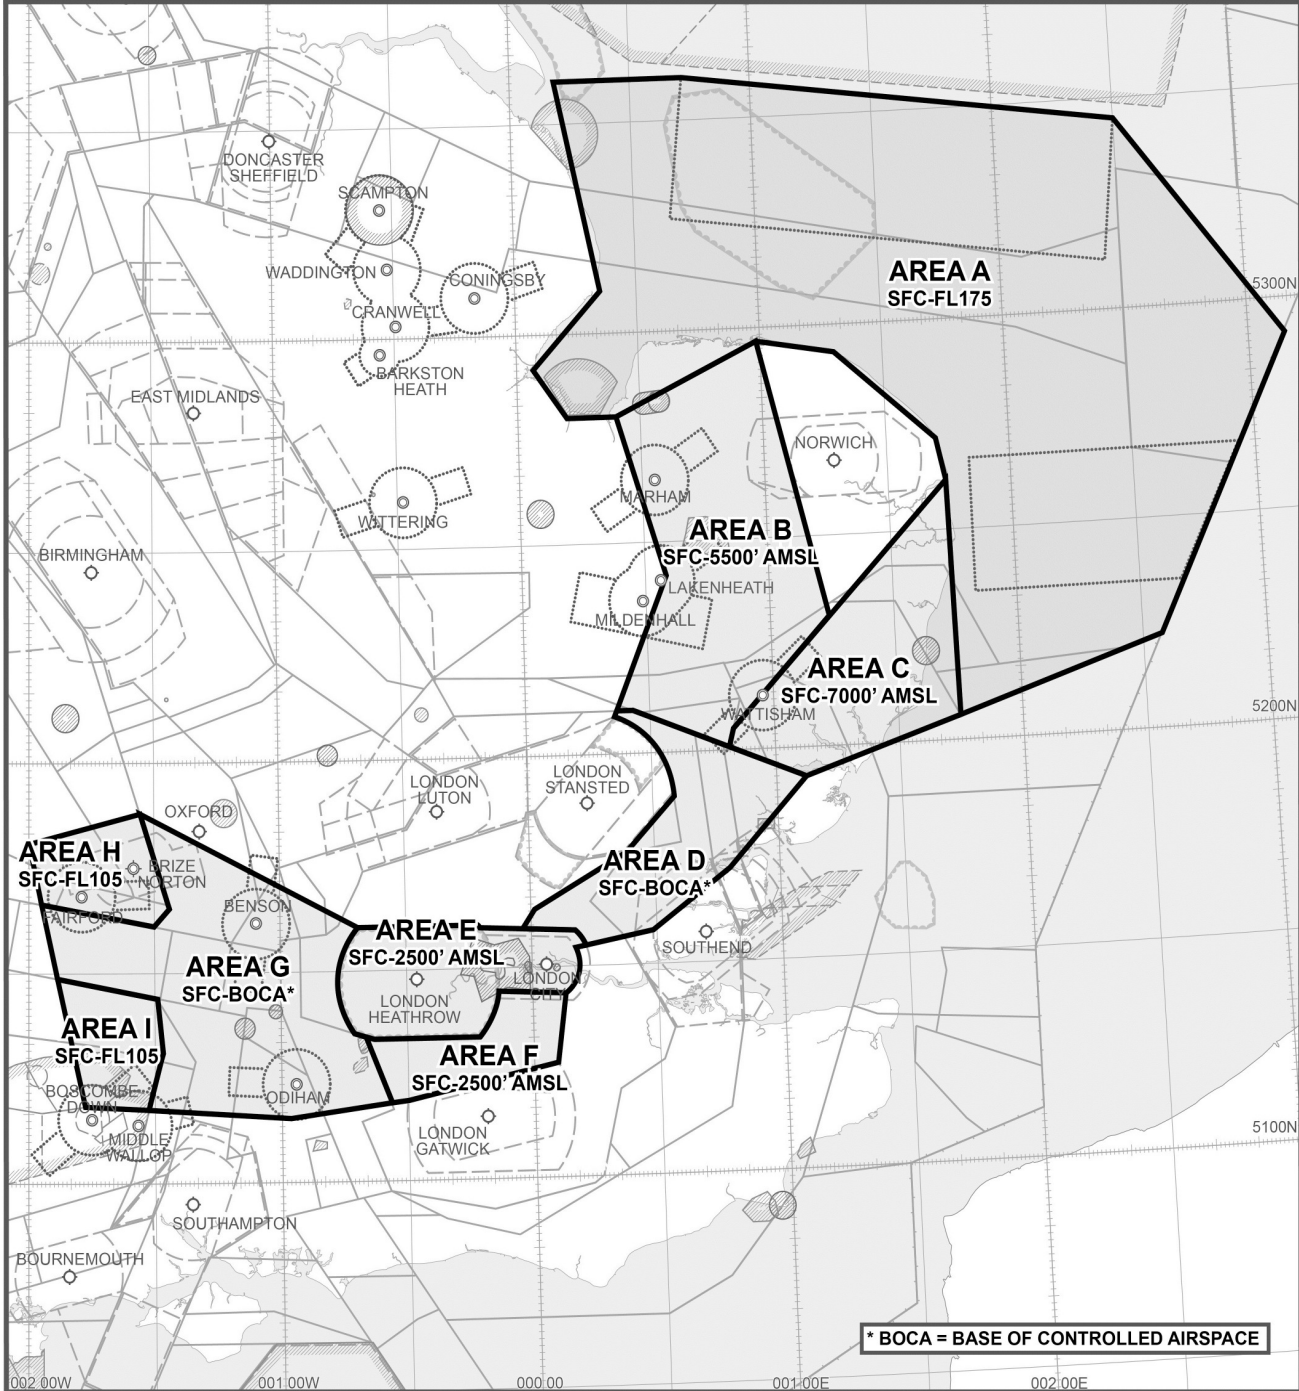 DONCASTER
SHEFFIELD
SCAMPTON
WADDINGTON
CONINGSBY
AREA A
SFC-FL175
5300N
CRANWELL
BARKSTON
HEATH
EAST MIDLANDS
NORWICH
MARHAM
WITTERING
AREA B
SFC-5500' AMSL
BIRMINGHAM
LAKENHEATH
MILDENHALL
AREA C
SFC-7000' AMSL
WATTISHAM
5200N
LONDON
STANSTED
LONDON
LUTON
OXFORD
AREA H
SFC-FL105
BRIZE
NORTON
FAIRFORD
AREA D
SFC-BOCA*
BENSON
AREA E
SFC-2500' AMSL
SOUTHEND
AREA G
SFC-BOCA*
LONDON
CITY
LONDON
HEATHROW
AREA I
SFC-FL105
AREA F
SFC-2500' AMSL
BOSCOMBE
DOWN
ODIHAM
MIDDLE
WALLOP
LONDON
GATWICK
5100N
SOUTHAMPTON
BOURNEMOUTH
* BOCA = BASE OF CONTROLLED AIRSPACE
002 00W
001 00W
000 00
001 00E
002 00E